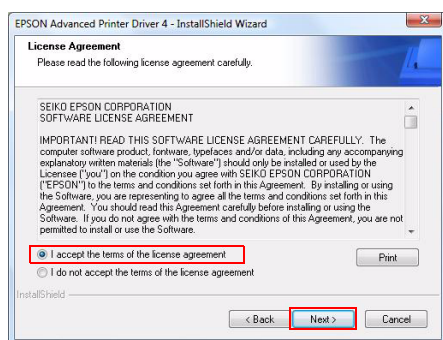 EPSON Advanced Printer Driver 4 - InstallShield Wizard
License Agreement
Please read the following license agreement carefully.
SEIKO EPSON CORPORATION
SOFTWARE LICENSE AGREEMENT
IMPORTANT! READ THIS SOFTWARE LICENSE AGREEMENT CAREFULLY. The
computer software product, fontware, typefaces and/or data, including any accompanying
explanatory written materials (the "Software") should only be installed or used by the
Licensee ("you") on the condition you agree with SEIKO EPSON CORPORATION
("EPSON") to the terms and conditions set forth in this Agreement. By installing or using
the Software, you are representing to agree all the terms and conditions set forth in this
Agreement. You should read this Agreement carefully before installing or using the
Software. If you do not agree with the terms and conditions of this Agreement, you are not
permitted to install or use the Software.
I accept the terms of the license agreement
Print
I do not accept the terms of the license agreement
InstallShield
< Back
Next >
Cancel